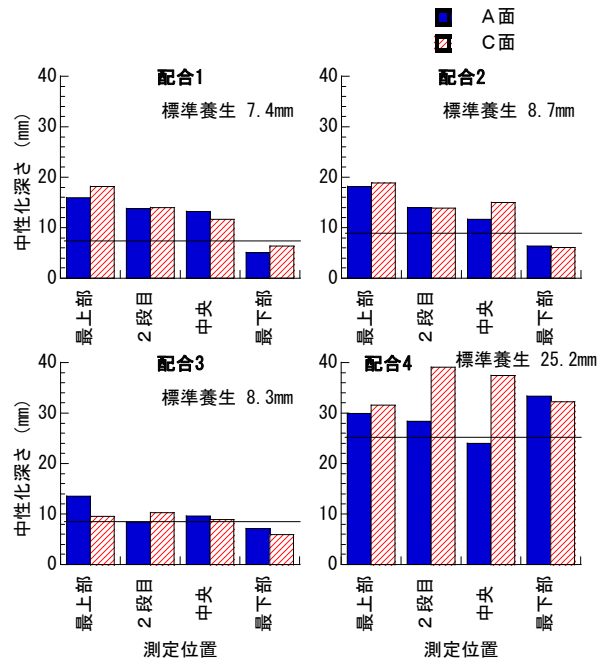 A面
C面
配合1
標準養生 7.4mm
中性化深さ (mm)
40
30
20
10
0
最上部
２段目
中央
最下部
配合2
標準養生 8.7mm
40
30
20
10
0
最上部
２段目
中央
最下部
配合3
標準養生 8.3mm
中性化深さ (mm)
40
30
20
10
0
最上部
２段目
中央
最下部
測定位置
配合4
標準養生 25.2mm
40
30
20
10
0
最上部
２段目
中央
最下部
測定位置